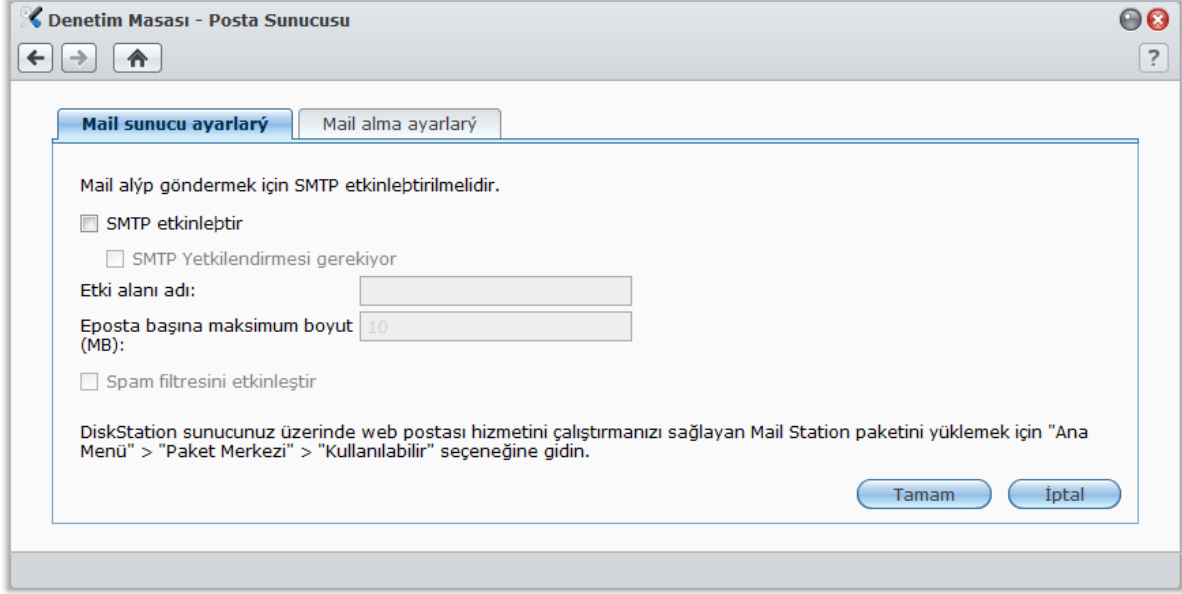 Denetim Masası - Posta Sunucusu
?
Mail sunucu ayarlarý
Mail alma ayarlarý
Mail alýp göndermek için SMTP etkinleþtirilmelidir.
SMTP etkinleþtir
SMTP Yetkilendirmesi gerekiyor
Etki alanı adı:
Eposta başına maksimum boyut
(MB):
10
Spam filtresini etkinleştir
DiskStation sunucunuz üzerinde web postası hizmetini çalıştırmanızı sağlayan Mail Station paketini yüklemek için "Ana
Menü" > "Paket Merkezi" > "Kullanılabilir" seçeneğine gidin.
Tamam
İptal